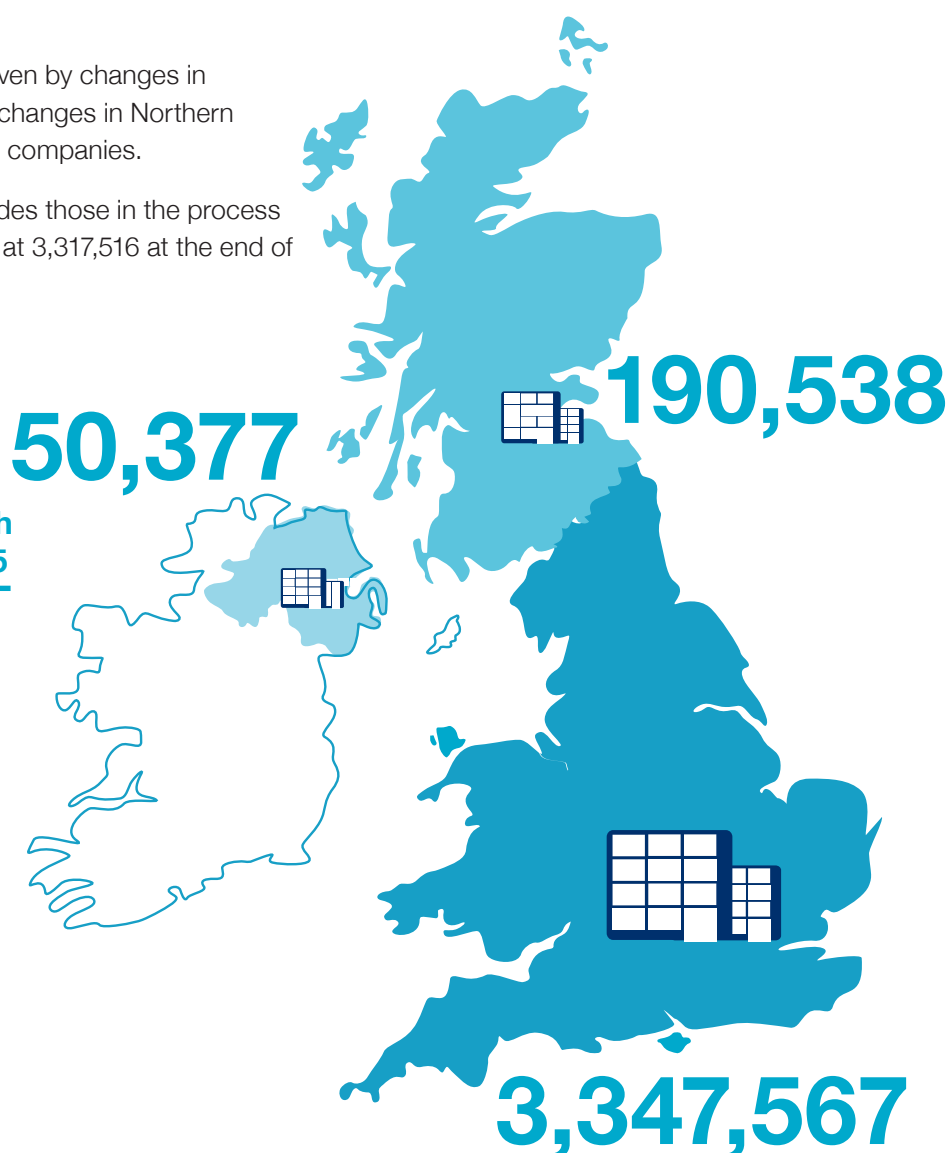 ven by changes in
changes in Northern
companies.
des those in the process
at 3,317,516 at the end of
190,538
50,377
h
5
3,347,567